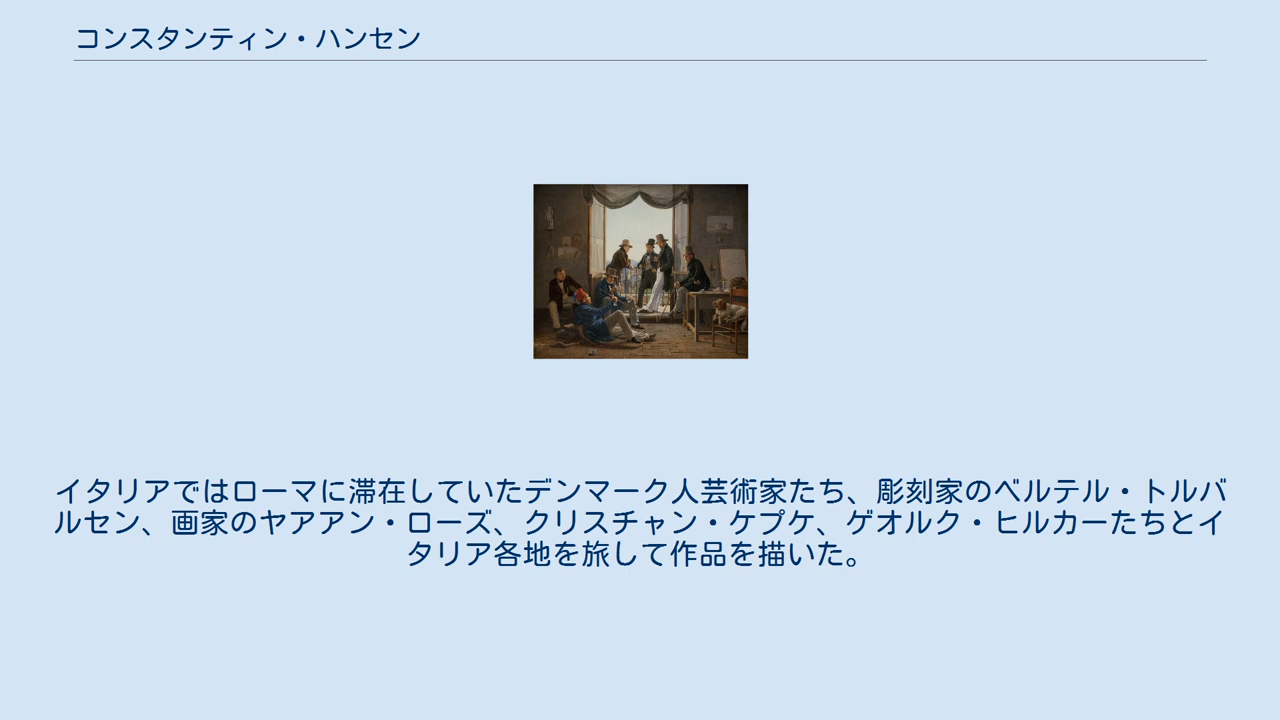 コンスタンティン・ハンセン
イタリアではローマに滞在していたデンマーク人芸術家たち、彫刻家のベルテル・トルバ
ルセン、画家のヤアアン・ローズ、クリスチャン・ケプケ、ゲオルク・ヒルカーたちとイ
タリア各地を旅して作品を描いた。